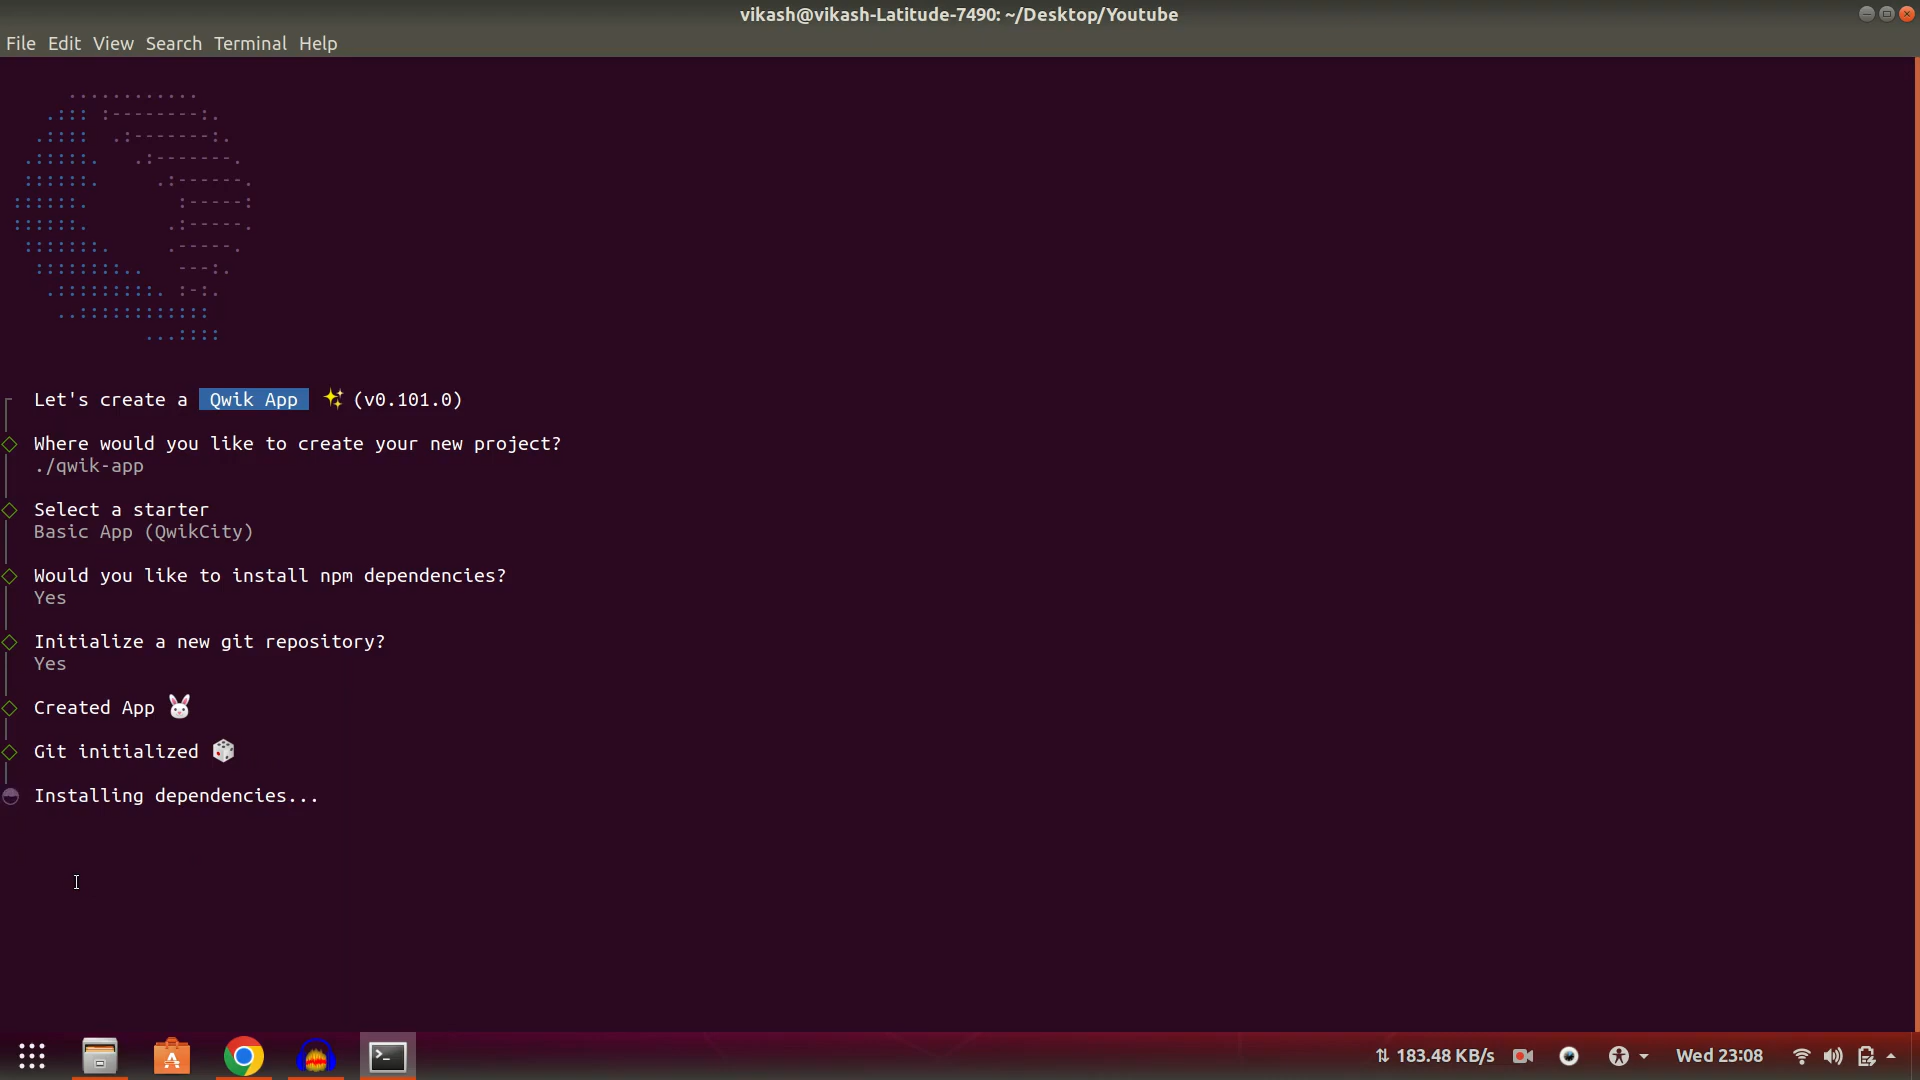 vikash@vikash-Latitude-7490: ~/Desktop/Youtube
File Edit View Search Terminal Help
Let's create a Qwik App ✨ (v0.101.0)
Where would you like to create your new project?
./qwik-app
Select a starter
Basic App (QwikCity)
Would you like to install npm dependencies?
Yes
Initialize a new git repository?
Yes
Created App 🐰
Git initialized 🎲
Installing dependencies...
183.48 KB/s Wed 23:08